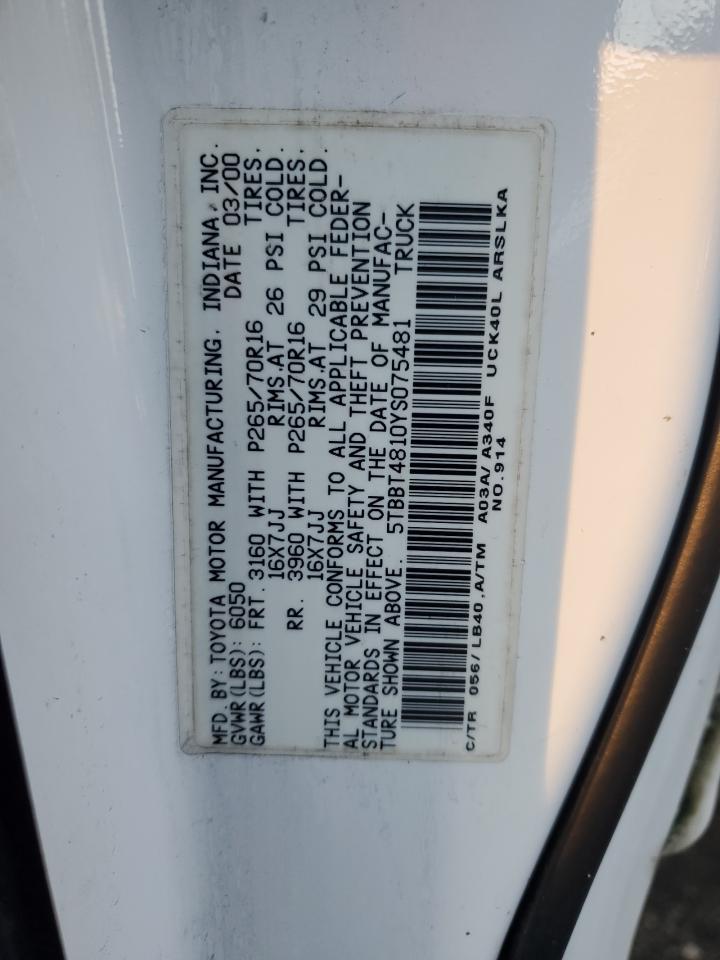 MFD. BY: TOYOTA MOTOR MANUFACTURING, INDIANA, INC.
GVWR(LBS): 6050 DATE 03/00
GAWR(LBS): FRT. 3160 WITH P265/70R16 TIRES,
16X7JJ RIMS.AT 26 PSI COLD.
RR. 3960 WITH P265/70R16 TIRES,
16X7JJ RIMS.AT 29 PSI COLD.
THIS VEHICLE CONFORMS TO ALL APPLICABLE FEDER-
AL MOTOR VEHICLE SAFETY AND THEFT PREVENTION
STANDARDS IN EFFECT ON THE DATE OF MANUFAC-
TURE SHOWN ABOVE. 5TBBT4810YS075481 TRUCK
C/TR 056/LB40 ,A/TM A03A/A340F UCK40L ARSLKA
NO.914